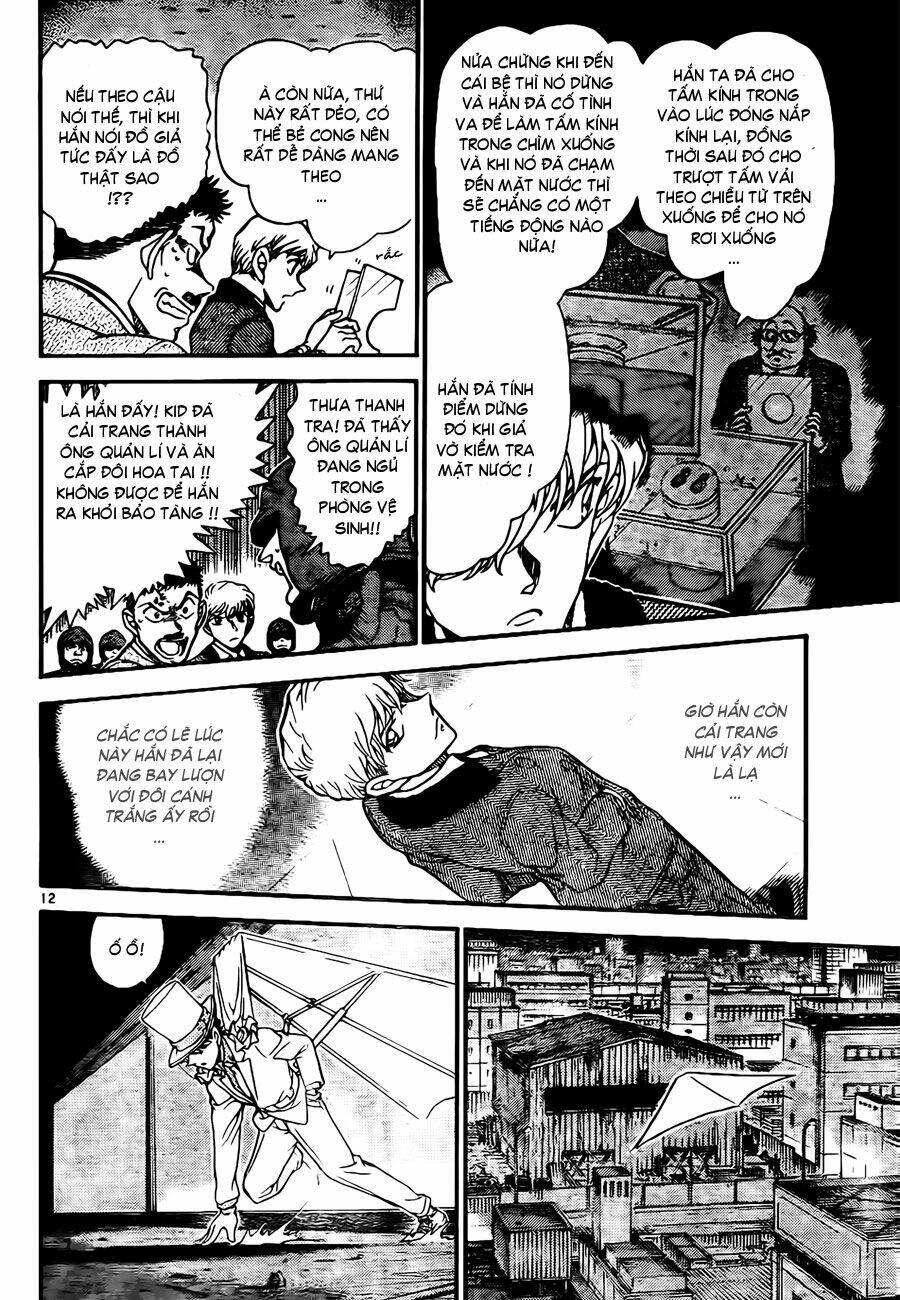 HẮN TA ĐÃ CHO
TẤM KÍNH TRONG
VÀO LÚC ĐÓNG NẮP
KÍNH LẠI, ĐỒNG
THỜI SAU ĐÓ CHO
TRƯỢT TẤM VẢI
THEO CHIỀU TỪ TRÊN
XUỐNG ĐỂ CHO NÓ
RƠI XUỐNG
...
NỬA CHỪNG KHI ĐẾN
CÁI BỆ THÌ NÓ DỪNG
VÀ HẮN ĐÃ CỐ TÌNH
VA ĐỂ LÀM TẤM KÍNH
TRONG CHÌM XUỐNG
VÀ KHI NÓ ĐÃ CHẠM
ĐẾN MẶT NƯỚC THÌ
SẼ CHẲNG CÓ MỘT
TIẾNG ĐỘNG NÀO
NỮA!
HẮN ĐÃ TÍNH
ĐIỂM DỪNG
ĐÓ KHI GIẢ
VỜ KIỂM TRA
MẶT NƯỚC !
À CÒN NỮA, THỨ
NÀY RẤT DẺO, CÓ
THỂ BẺ CONG NÊN
RẤT DỄ DÀNG MANG
THEO
...
rắc
NẾU THEO CẬU
NÓI THẾ, THÌ KHI
HẮN NÓI ĐỒ GIẢ
TỨC ĐẤY LÀ ĐỒ
THẬT SAO
!??
THƯA THANH
TRA! ĐÃ THẤY
ÔNG QUẢN LÍ
ĐANG NGỦ
TRONG
PHÒNG VỆ
SINH!!
LÀ HẮN ĐẤY! KID ĐÃ
CẢI TRANG THÀNH
ÔNG QUẢN LÍ VÀ ĂN
CẮP ĐÔI HOA TAI !!
KHÔNG ĐƯỢC ĐỂ HẮN
RA KHỎI BẢO TÀNG !!
GIỜ HẮN CÒN
CẢI TRANG
NHƯ VẬY MỚI
LÀ LẠ
...
CHẮC CÓ LẼ LÚC
NÀY HẮN ĐÃ LẠI
ĐANG BAY LƯỢN
VỚI ĐÔI CÁNH
TRẮNG ẤY RỒI
...
12
Ồ Ồ!